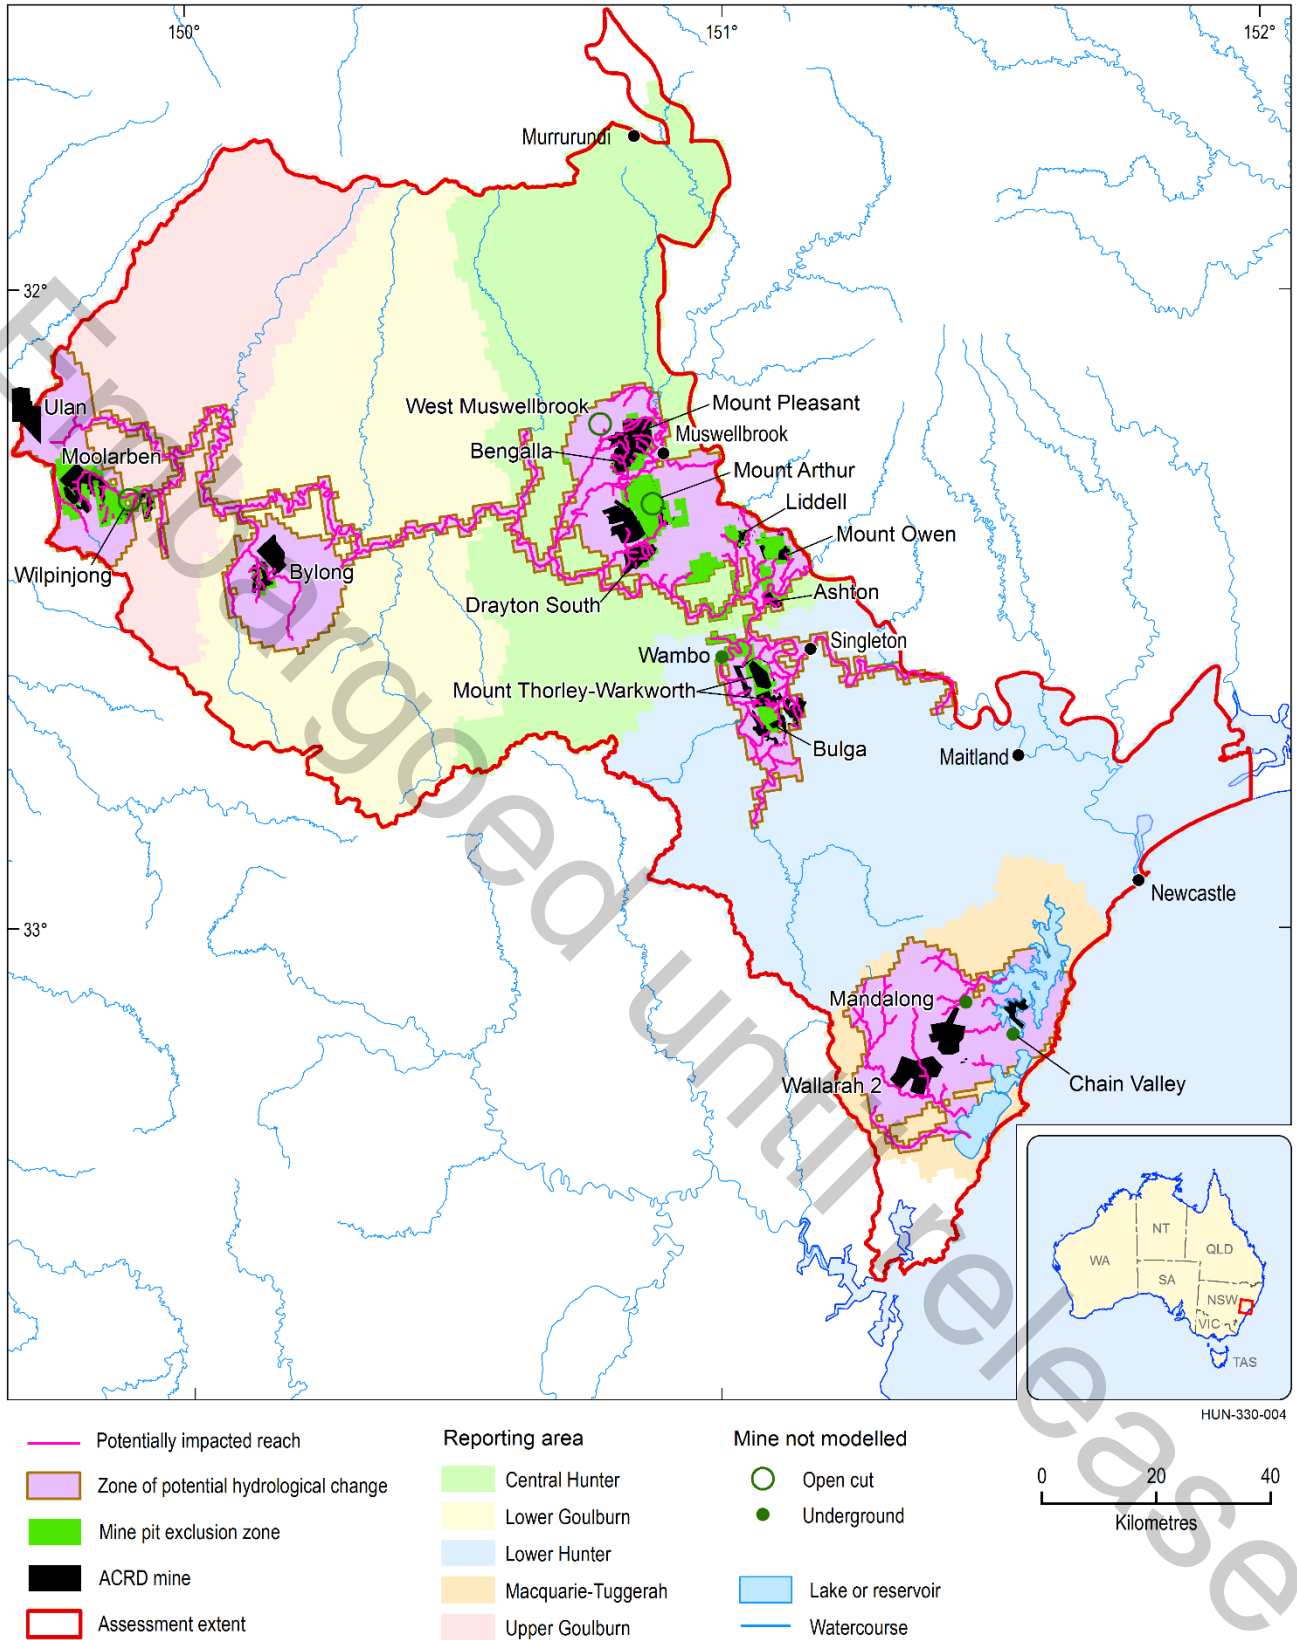 150°
151°
152°
Murrurundi
32°
West Muswellbrook
Mount Pleasant
Ulan
Muswellbrook
Bengalla
Moolarben
Mount Arthur
Liddell
Mount Owen
Wilpinjong
Bylong
Drayton South
Ashton
Singleton
Wambo
Mount Thorley-Warkworth
Bulga
Maitland
Newcastle
33°
Mandalong
Wallarah 2
Chain Valley
Embargoed until release
NT
WA
QLD
SA
NSW
VIC
TAS
HUN-330-004
Potentially impacted reach
Zone of potential hydrological change
Mine pit exclusion zone
ACRD mine
Assessment extent
Reporting area
Central Hunter
Lower Goulburn
Lower Hunter
Macquarie-Tuggerah
Upper Goulburn
Mine not modelled
Open cut
Underground
Lake or reservoir
Watercourse
0 20 40
Kilometres